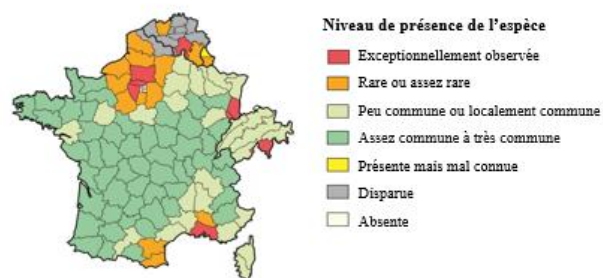 Niveau de présence de l’espèce
Exceptionnellement observée
Rare ou assez rare
Peu commune ou localement commune
Assez commune à très commune
Présente mais mal connue
Disparue
Absente